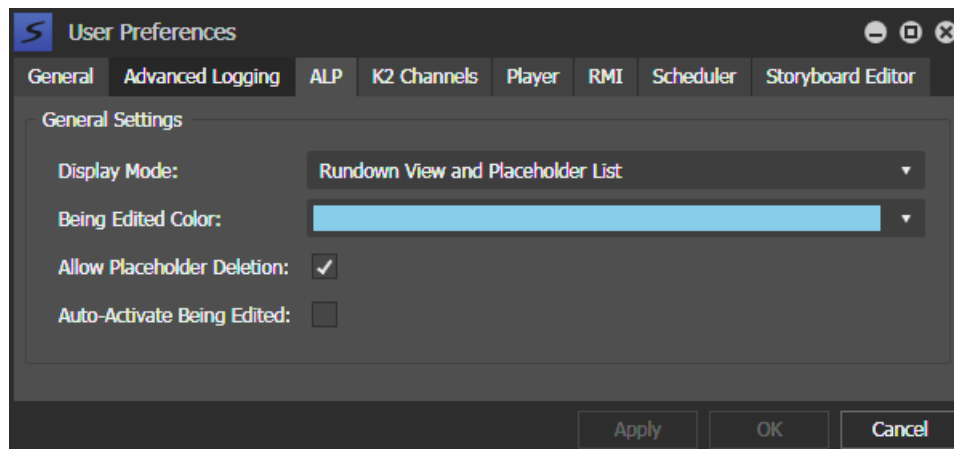 User Preferences
General Advanced Logging ALP K2 Channels Player RMI Scheduler Storyboard Editor
General Settings
Display Mode: Rundown View and Placeholder List
Being Edited Color:
Allow Placeholder Deletion:
Auto-Activate Being Edited:
Apply OK Cancel